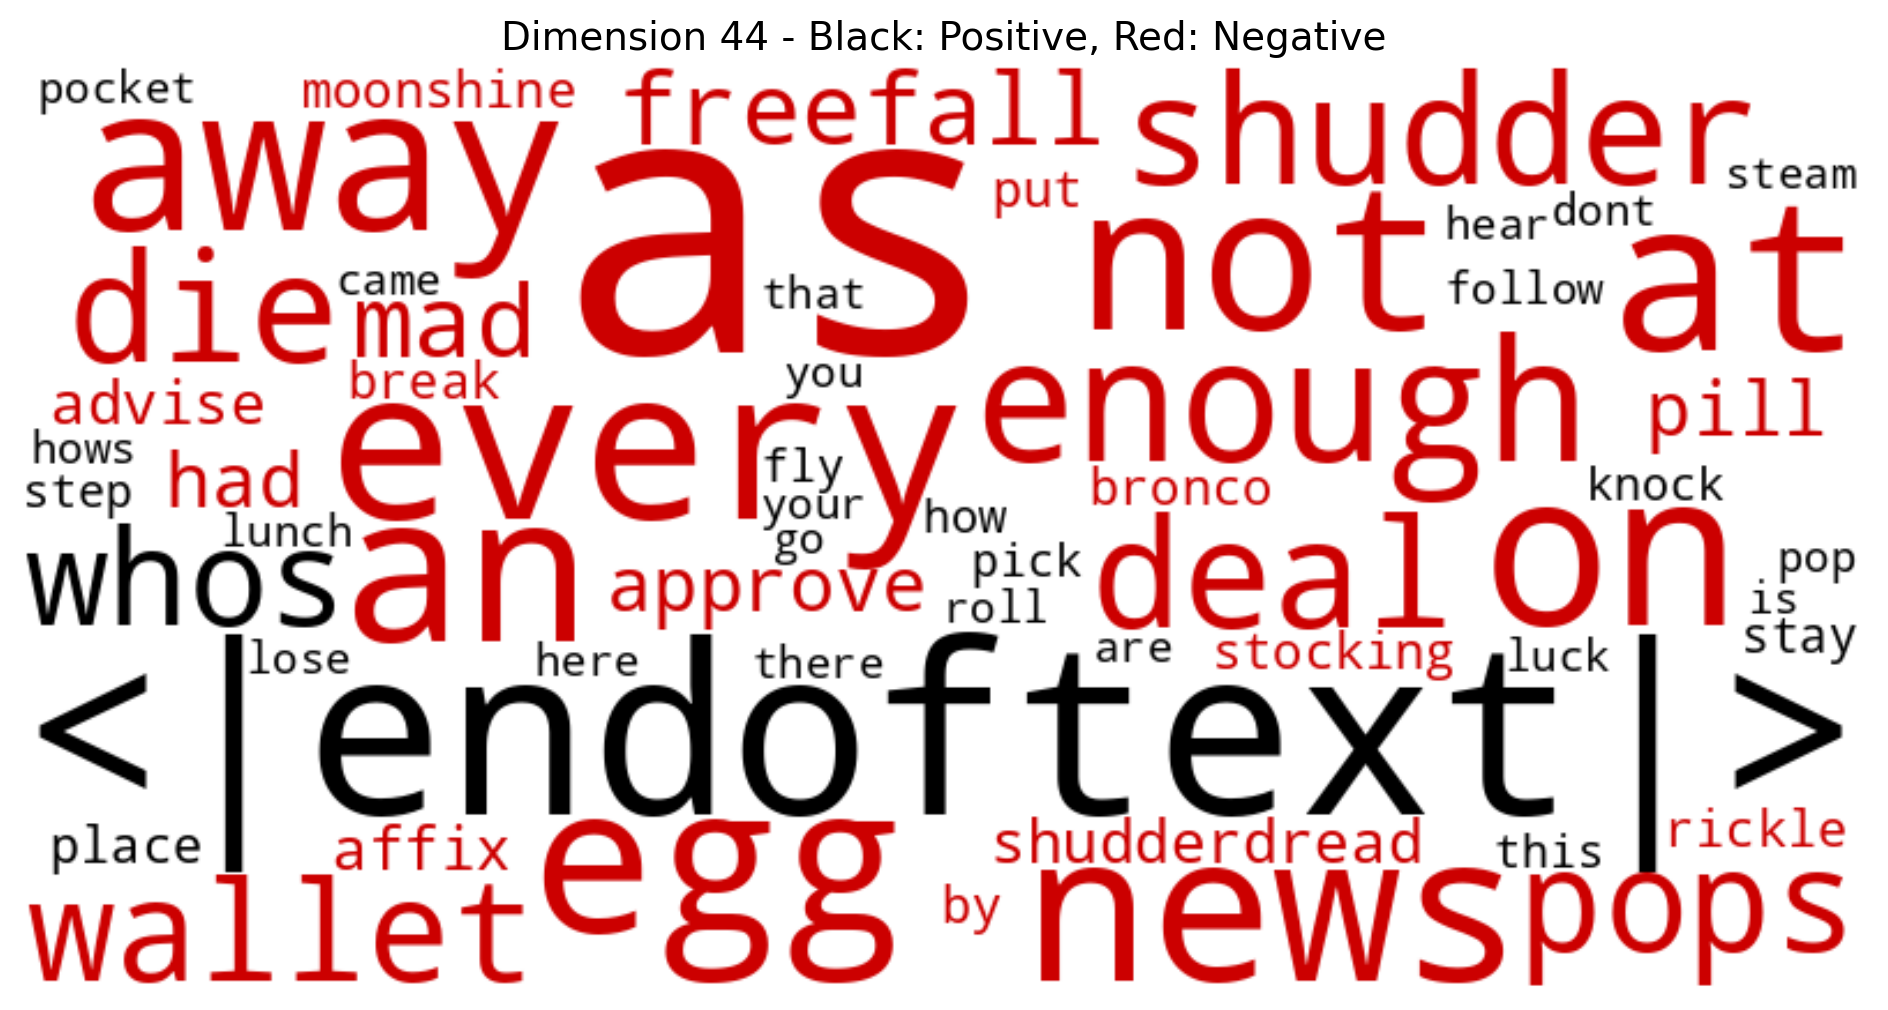 Dimension 44 - Black: Positive, Red: Negative
pocket moonshine freefall shudder
away as put steam
not hear dont at
die came mad that follow
advise break you enough pill
hows had every fly bronco knock
step your how
whos lunch an go pick deal on pop
approve roll is
lose here there are stocking luck stay
<|endoftext|>
place affix egg shudderdread this rickle
wallet by news pops